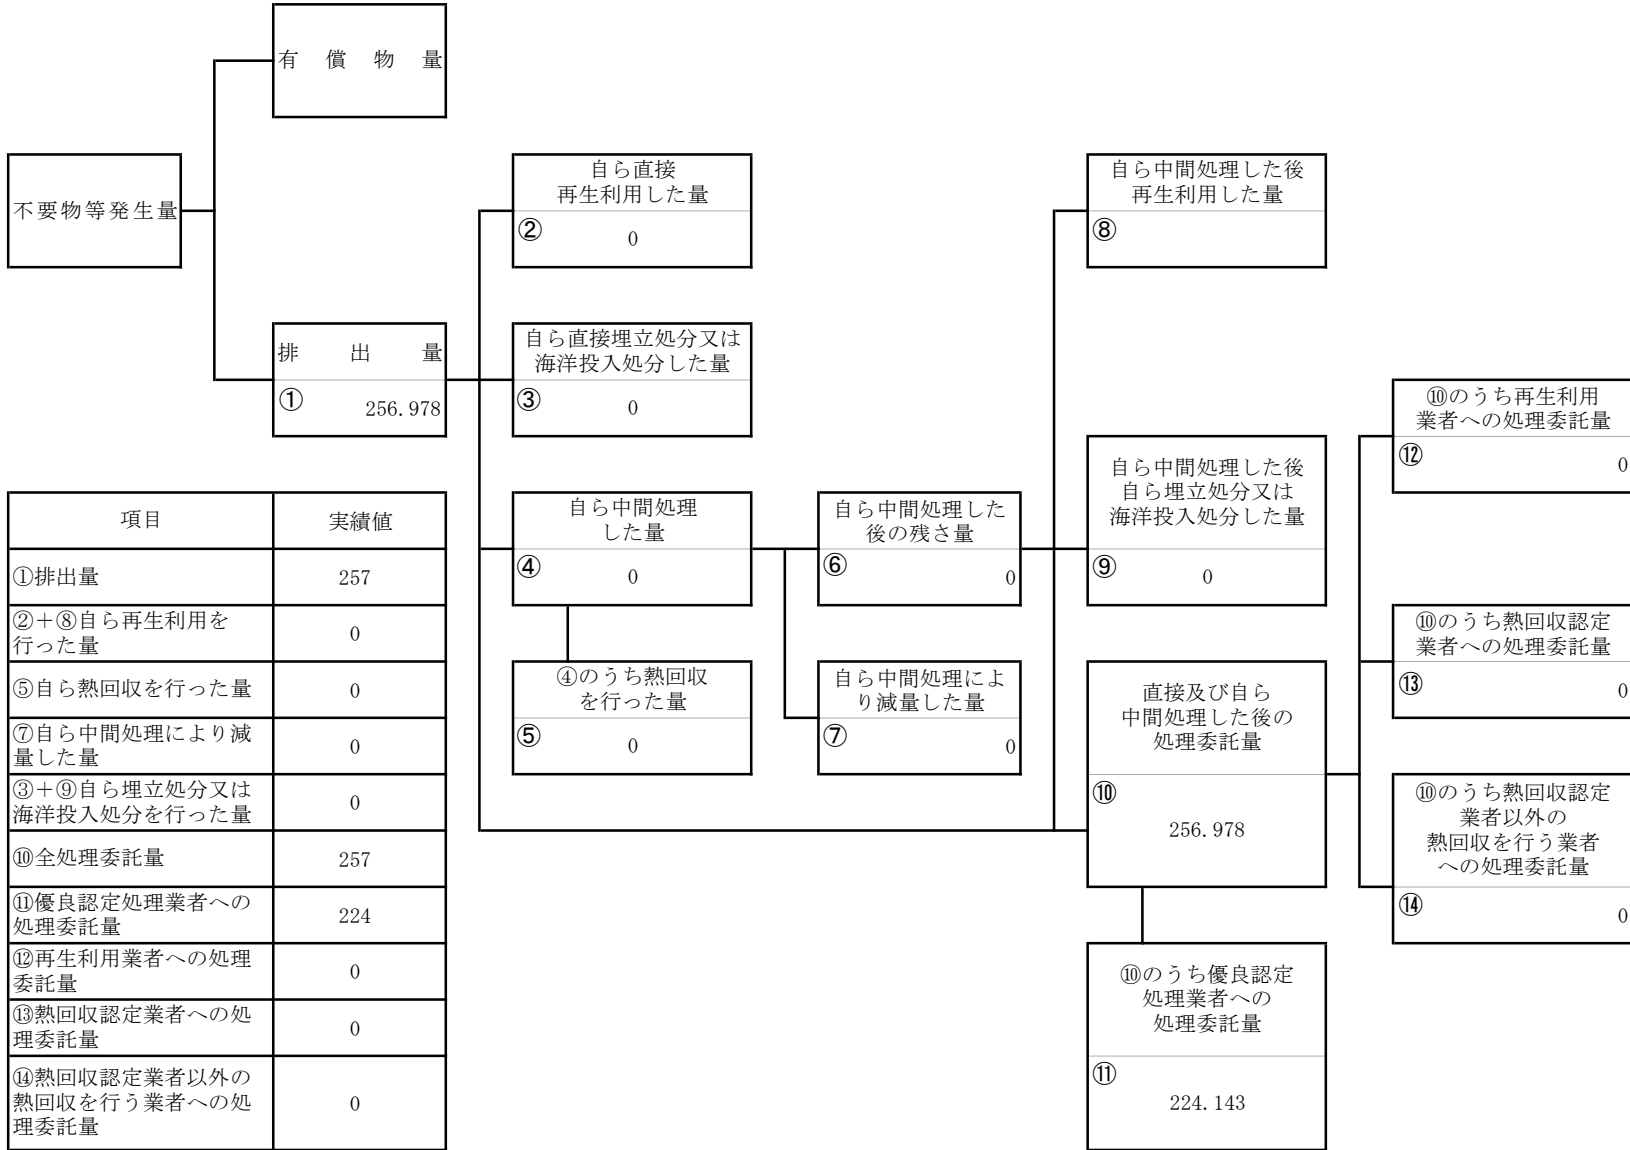 有償物量
不要物等発生量
排出量
①
256.978
自ら直接
再生利用した量
②
0
自ら直接埋立処分又は
海洋投入処分した量
③
0
自ら中間処理
した量
④
0
④のうち熱回収
を行った量
⑤
0
自ら中間処理した
後の残さ量
⑥
0
自ら中間処理によ
り減量した量
⑦
0
自ら中間処理した後
再生利用した量
⑧
自ら中間処理した後
自ら埋立処分又は
海洋投入処分した量
⑨
0
直接及び自ら
中間処理した後の
処理委託量
⑩
256.978
⑩のうち優良認定
処理業者への
処理委託量
⑪
224.143
⑩のうち再生利用
業者への処理委託量
⑫
0
⑩のうち熱回収認定
業者への処理委託量
⑬
0
⑩のうち熱回収認定
業者以外の
熱回収を行う業者
への処理委託量
⑭
0
項目 実績値
①排出量 257
②＋⑧自ら再生利用を
行った量 0
⑤自ら熱回収を行った量 0
⑦自ら中間処理により減
量した量 0
③＋⑨自ら埋立処分又は
海洋投入処分を行った量 0
⑩全処理委託量 257
⑪優良認定処理業者への
処理委託量 224
⑫再生利用業者への処理
委託量 0
⑬熱回収認定業者への処
理委託量 0
⑭熱回収認定業者以外の
熱回収を行う業者への処
理委託量 0